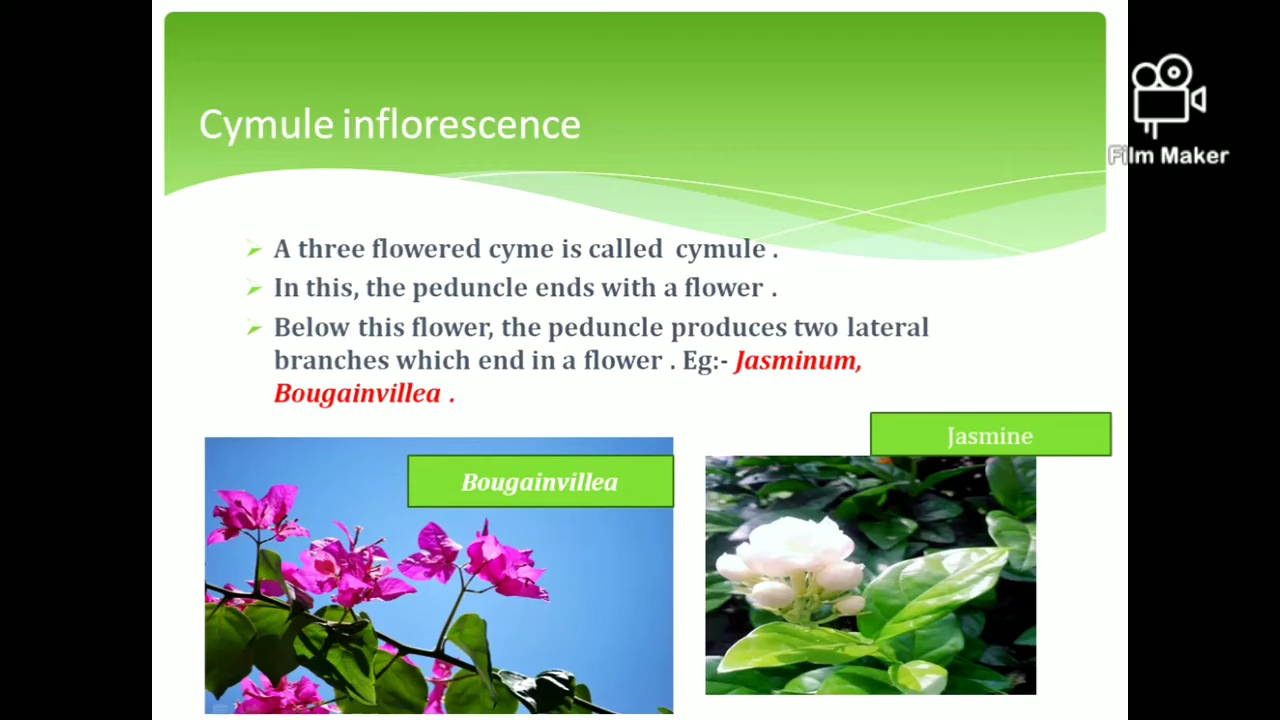 Cymule inflorescence
Film Maker
A three flowered cyme is called cymule .
In this, the peduncle ends with a flower .
Below this flower, the peduncle produces two lateral
branches which end in a flower . Eg:- Jasminum,
Bougainvillea .
Jasmine
Bougainvillea